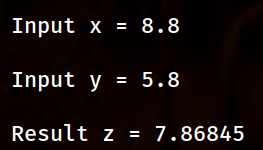 Input x = 8.8
Input y = 5.8
Result z = 7.86845